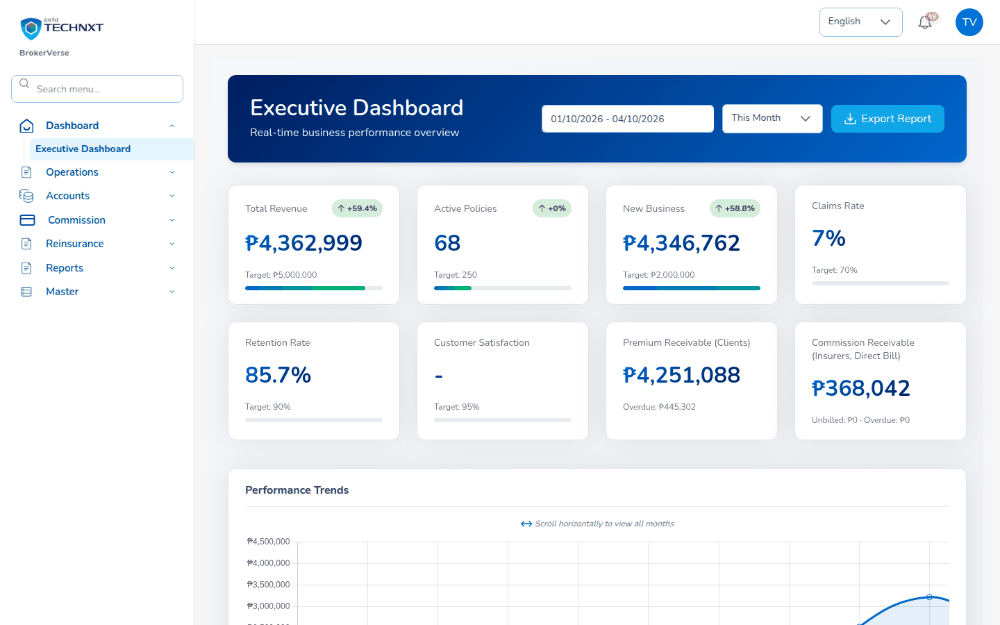 iorta
TECHNXT
BrokerVerse
Search menu...
Dashboard
Executive Dashboard
Operations
Accounts
Commission
Reinsurance
Reports
Master
English
49
TV
Executive Dashboard
Real-time business performance overview
01/10/2026 - 04/10/2026
This Month
Export Report
Total Revenue
+59.4%
₱4,362,999
Target: ₱5,000,000
Active Policies
+0%
68
Target: 250
New Business
+58.8%
₱4,346,762
Target: ₱2,000,000
Claims Rate
7%
Target: 70%
Retention Rate
85.7%
Target: 90%
Customer Satisfaction
-
Target: 95%
Premium Receivable (Clients)
₱4,251,088
Overdue: ₱445,302
Commission Receivable
(Insurers, Direct Bill)
₱368,042
Unbilled: ₱0 · Overdue: ₱0
Performance Trends
Scroll horizontally to view all months
₱4,500,000
₱4,000,000
₱3,500,000
₱3,000,000